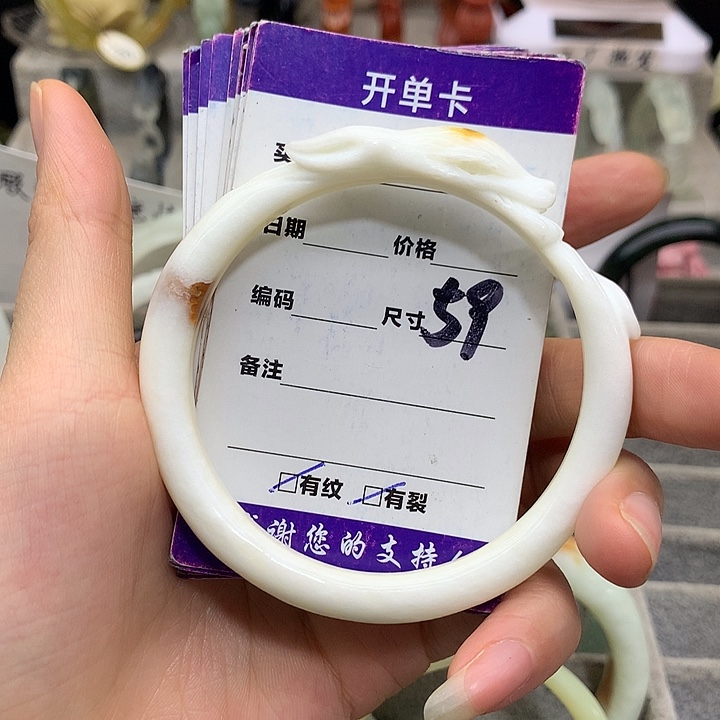 开单卡
买
日期 价格
编码 尺寸 59
备注
有纹 有裂
谢您的支持